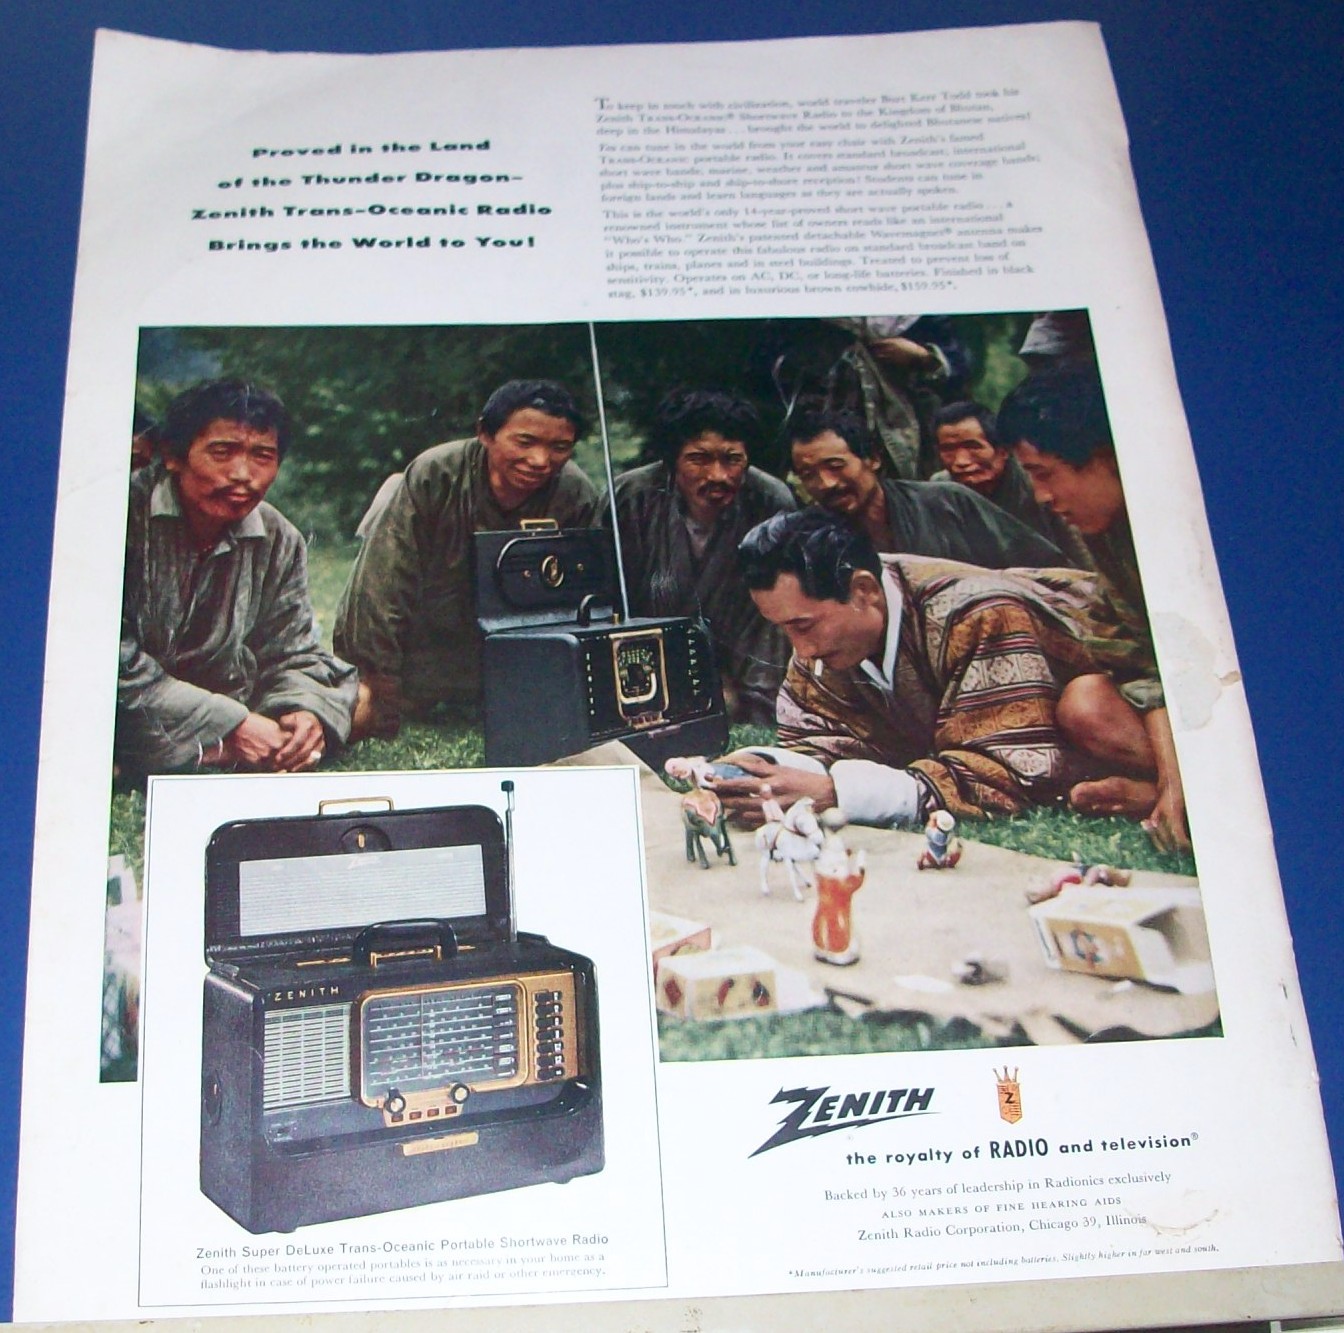 Proved in the Land
of the Thunder Dragon—
Zenith Trans-Oceanic Radio
Brings the World to You!
To keep in touch with civilization, world traveler Burt Kerr Todd took his
Zenith TRANS-OCEANIC® Shortwave Radio to the Kingdom of Bhutan,
deep in the Himalayas . . . brought the world to delighted Bhutanese natives!
You can tune in the world from your easy chair with Zenith's famed
TRANS-OCEANIC portable radio. It covers standard broadcast, international
short wave bands; marine, weather and amateur short wave coverage bands;
plus ship-to-ship and ship-to-shore reception! Students can tune in
foreign lands and learn languages as they are actually spoken.
This is the world's only 14-year-proved short wave portable radio . . . a
renowned instrument whose list of owners reads like an international
"Who's Who." Zenith's patented detachable Wavemagnet® antenna makes
it possible to operate this fabulous radio on standard broadcast band on
ships, trains, planes and in steel buildings. Treated to prevent loss of
sensitivity. Operates on AC, DC, or long-life batteries. Finished in black
stag, $139.95*, and in luxurious brown cowhide, $159.95*.
ZENITH
Zenith Super DeLuxe Trans-Oceanic Portable Shortwave Radio
One of these battery operated portables is as necessary in your home as a
flashlight in case of power failure caused by air raid or other emergency.
ZENITH
Z
the royalty of RADIO and television®
Backed by 36 years of leadership in Radionics exclusively
ALSO MAKERS OF FINE HEARING AIDS
Zenith Radio Corporation, Chicago 39, Illinois
*Manufacturer's suggested retail price not including batteries. Slightly higher in far west and south.